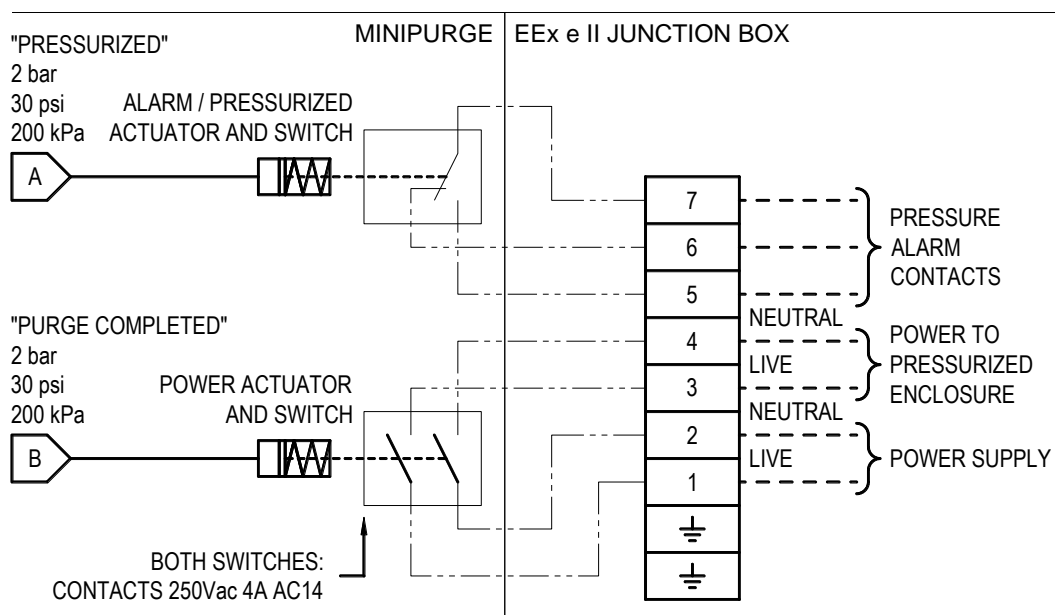 MINIPURGE
EEx e II JUNCTION BOX
"PRESSURIZED"
2 bar
30 psi
200 kPa
ALARM / PRESSURIZED
ACTUATOR AND SWITCH
A
7
6
5
PRESSURE
ALARM
CONTACTS
"PURGE COMPLETED"
2 bar
30 psi
200 kPa
POWER ACTUATOR
AND SWITCH
B
NEUTRAL
4
LIVE
3
POWER TO
PRESSURIZED
ENCLOSURE
NEUTRAL
2
LIVE
1
POWER SUPPLY
BOTH SWITCHES:
CONTACTS 250Vac 4A AC14